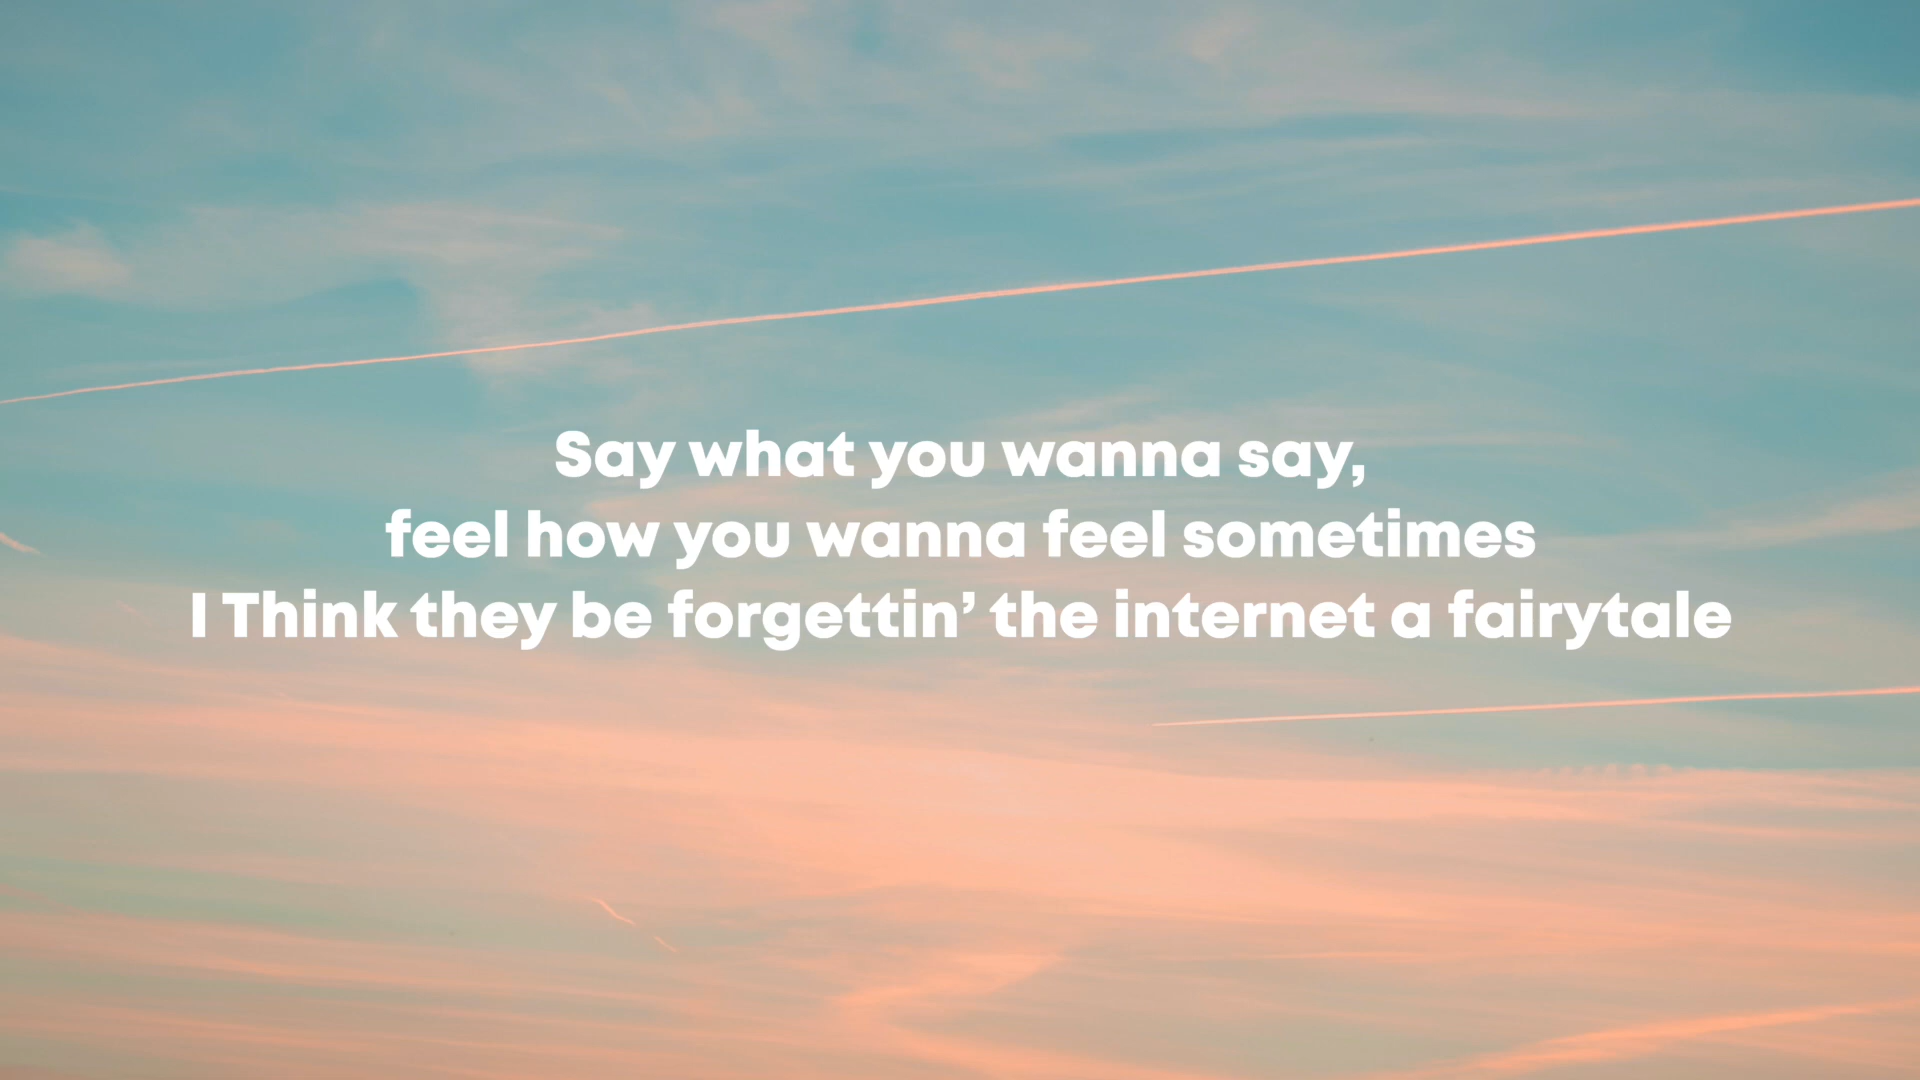 Say what you wanna say,
feel how you wanna feel sometimes
I Think they be forgettin’ the internet a fairytale